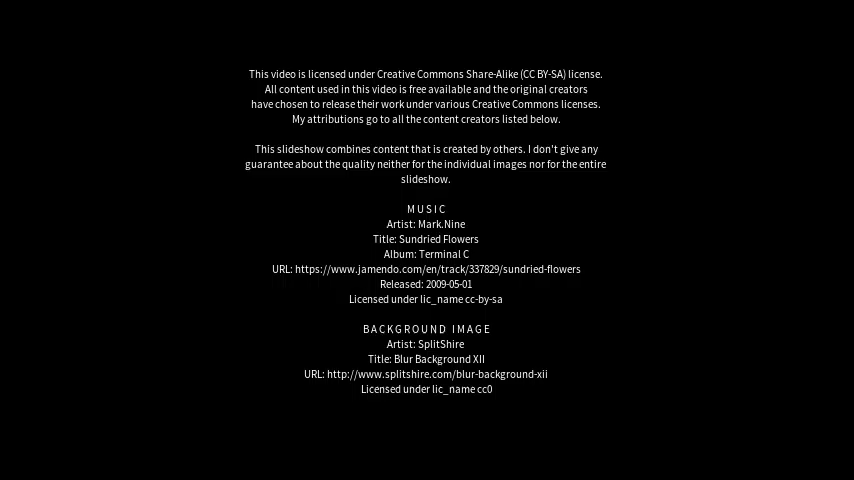 This video is licensed under Creative Commons Share-Alike (CC BY-SA) license.
All content used in this video is free available and the original creators
have chosen to release their work under various Creative Commons licenses.
My attributions go to all the content creators listed below.
This slideshow combines content that is created by others. I don't give any
guarantee about the quality neither for the individual images nor for the entire
slideshow.
MUSIC
Artist: Mark.Nine
Title: Sundried Flowers
Album: Terminal C
URL: https://www.jamendo.com/en/track/337829/sundried-flowers
Released: 2009-05-01
Licensed under lic_name cc-by-sa
BACKGROUND IMAGE
Artist: SplitShire
Title: Blur Background XII
URL: http://www.splitshire.com/blur-background-xii
Licensed under lic_name cc0